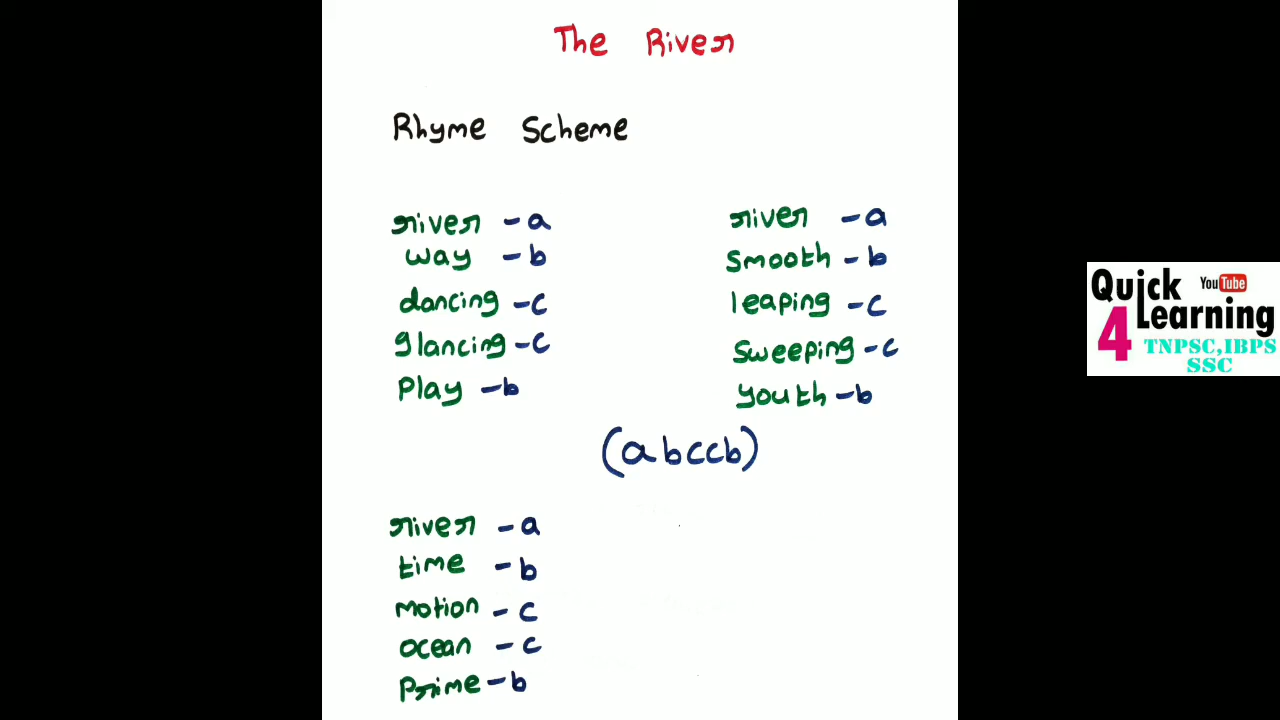 The River
Rhyme Scheme
river - a
way - b
dancing - c
glancing - c
Play - b
river - a
smooth - b
leaping - c
sweeping - c
youth - b
(abccb)
river - a
time - b
motion - c
ocean - c
Prime - b
Quick YouTube
4 Learning
TNPSC,IBPS
SSC